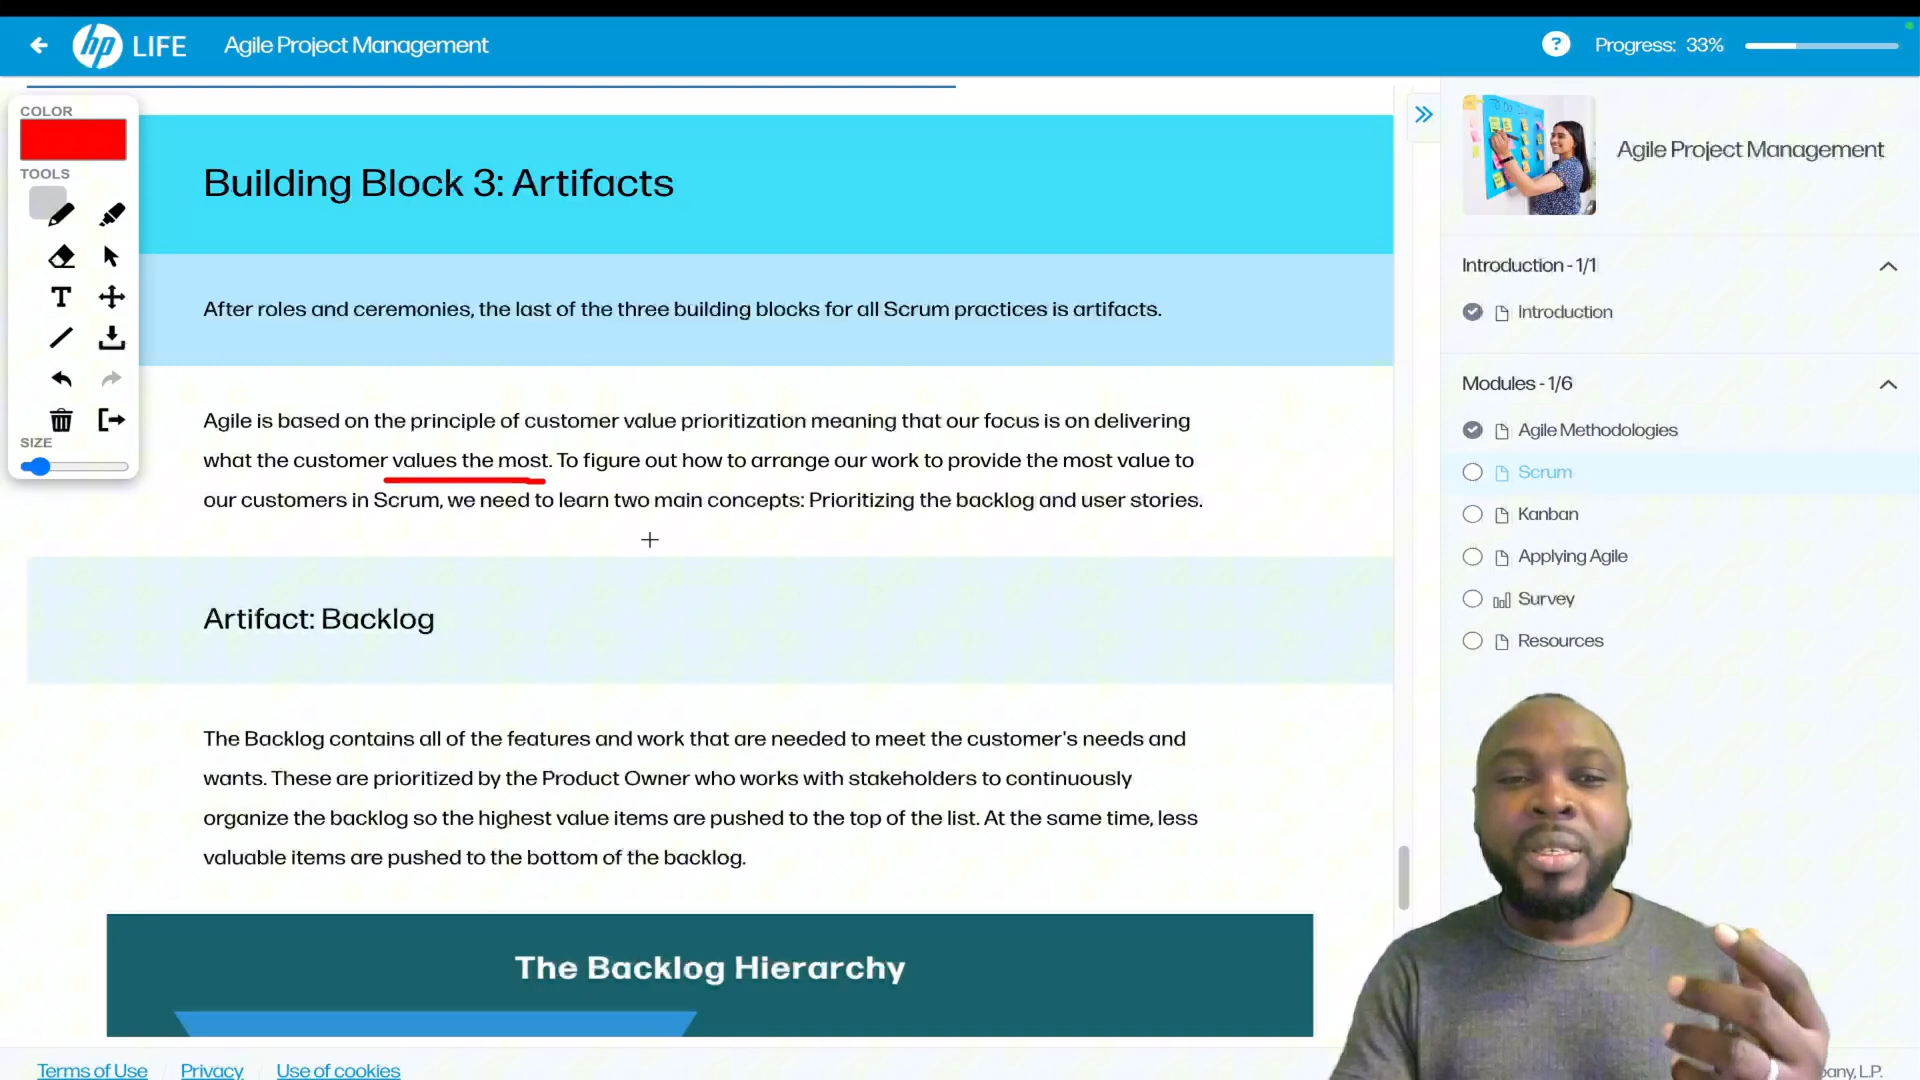 hp LIFE Agile Project Management
Progress: 33%
COLOR
TOOLS
T
SIZE
Building Block 3: Artifacts
After roles and ceremonies, the last of the three building blocks for all Scrum practices is artifacts.
Agile is based on the principle of customer value prioritization meaning that our focus is on delivering
what the customer values the most. To figure out how to arrange our work to provide the most value to
our customers in Scrum, we need to learn two main concepts: Prioritizing the backlog and user stories.
Artifact: Backlog
The Backlog contains all of the features and work that are needed to meet the customer's needs and
wants. These are prioritized by the Product Owner who works with stakeholders to continuously
organize the backlog so the highest value items are pushed to the top of the list. At the same time, less
valuable items are pushed to the bottom of the backlog.
The Backlog Hierarchy
Agile Project Management
Introduction - 1/1
Introduction
Modules - 1/6
Agile Methodologies
Scrum
Kanban
Applying Agile
Survey
Resources
Terms of Use Privacy Use of cookies
L.P.